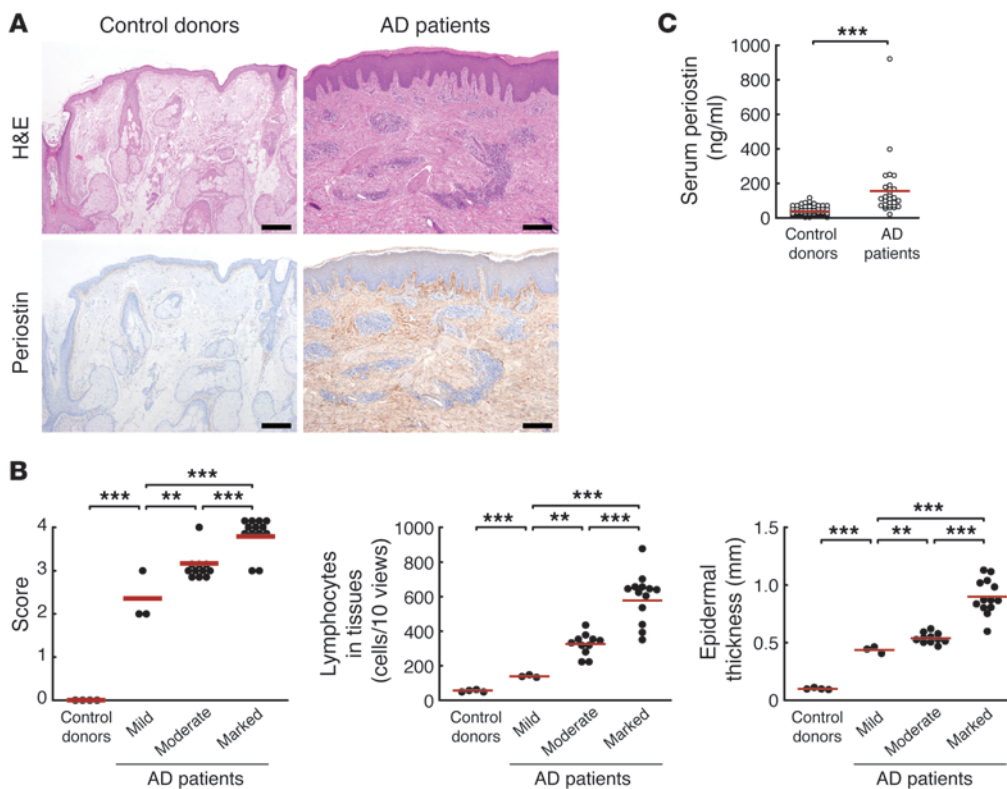 A
Control donors
AD patients
H&E
Periostin
C
***
Serum periostin
(ng/ml)
1000
800
600
400
200
0
Control
donors
AD
patients
B
***
***
**
***
Score
4
3
2
0
Control
donors
Mild
Moderate
Marked
AD patients
***
***
**
***
Lymphocytes
in tissues
(cells/10 views)
1000
800
600
400
200
0
Control
donors
Mild
Moderate
Marked
AD patients
***
***
**
***
Epidermal
thickness (mm)
1.5
1.0
0.5
0
Control
donors
Mild
Moderate
Marked
AD patients